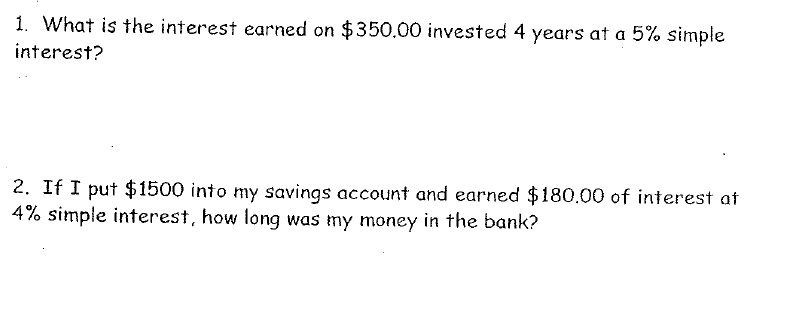 1. What is the interest earned on $350.00 invested 4 years at a 5% simple
interest?
2. If I put $1500 into my savings account and earned $180.00 of interest at
4% simple interest, how long was my money in the bank?